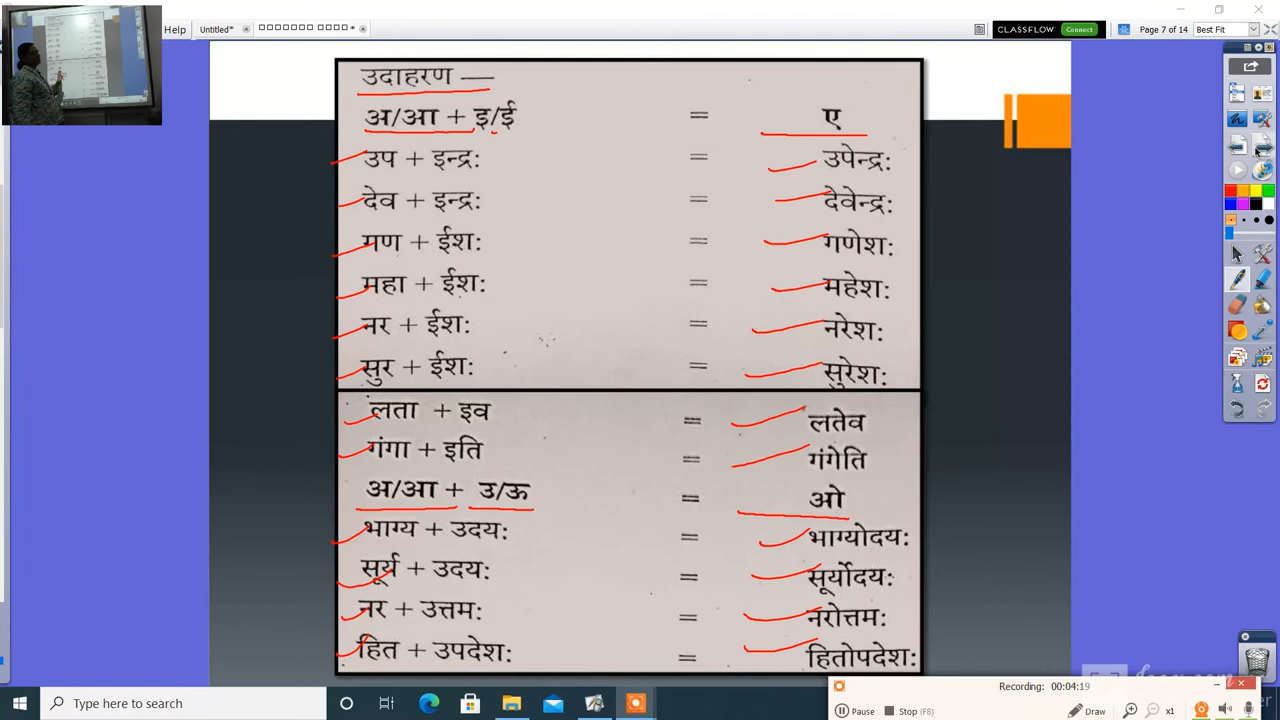 Help
Untitled*
□□□□□□ □□ □□□□□□*
CLASSFLOW Connect
Page 7 of 14
Best Fit
उदाहरण —
अ/आ + इ/ई = ए
उप + इन्द्र: = उपेन्द्र:
देव + इन्द्र: = देवेन्द्र:
गण + ईश: = गणेश:
महा + ईश: = महेश:
नर + ईश: = नरेश:
सुर + ईश: = सुरेश:
लता + इव = लतेव
गंगा + इति = गंगेति
अ/आ + उ/ऊ = ओ
भाग्य + उदय: = भाग्योदय:
सूर्य + उदय: = सूर्योदय:
नर + उत्तम: = नरोत्तम:
हित + उपदेश: = हितोपदेश:
Recording: 00:04:19
Pause
Stop (F8)
Draw
x1
Type here to search